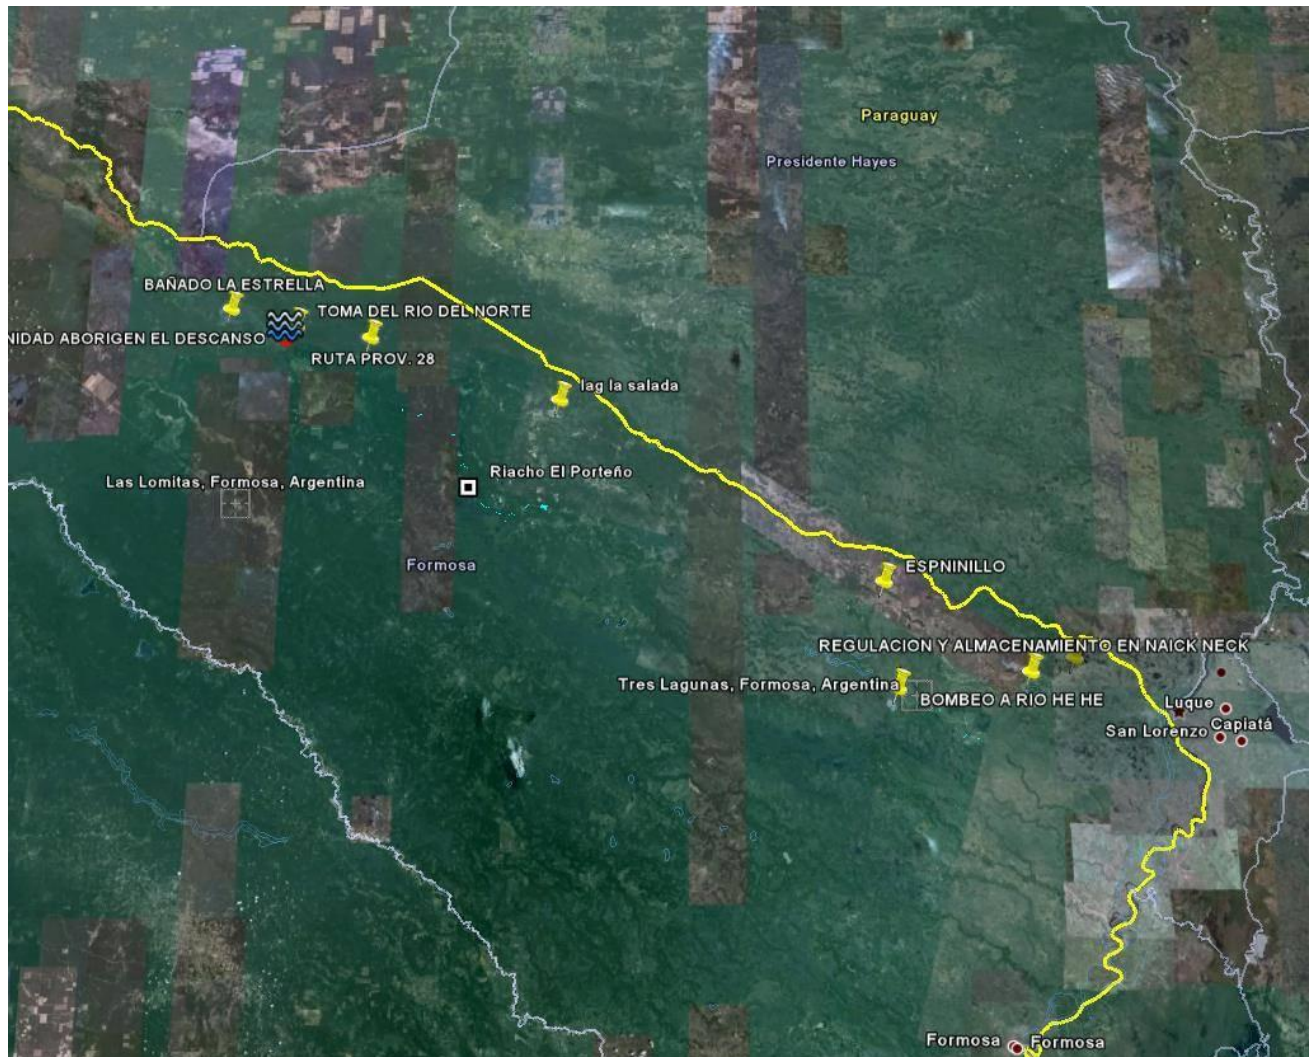 Paraguay
Presidente Hayes
BAÑADO LA ESTRELLA
TOMA DEL RIO DEL NORTE
NIDAD ABORIGEN EL DESCANSO
RUTA PROV. 28
lag la salada
Riacho El Porteño
Las Lomitas, Formosa, Argentina
Formosa
ESPNINILLO
REGULACION Y ALMACENAMIENTO EN NAICK NECK
Tres Lagunas, Formosa, Argentina
BOMBEO A RIO HE HE
Luque
San Lorenzo
Capiatá
Formosa
Formosa